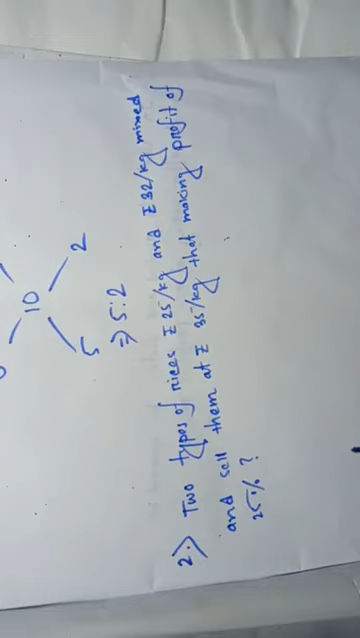 10
5 2
=> 5:2
2.> Two types of rices ₹ 25/kg and ₹ 32/kg mixed
and sell them at ₹ 35/kg that making profit of
25% ?